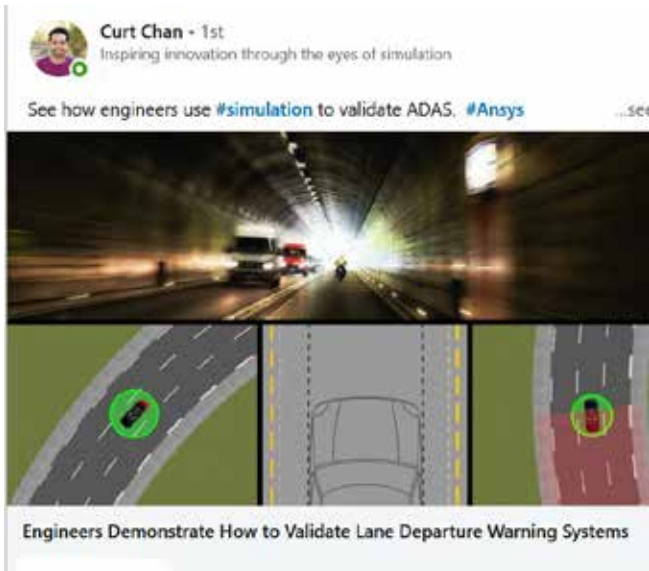 Curt Chan • 1st
Inspiring innovation through the eyes of simulation
See how engineers use #simulation to validate ADAS. #Ansys ...see
Engineers Demonstrate How to Validate Lane Departure Warning Systems